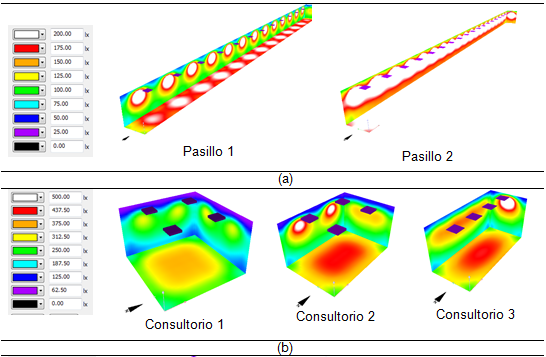 200.00 lx
175.00 lx
150.00 lx
125.00 lx
100.00 lx
75.00 lx
50.00 lx
25.00 lx
0.00 lx
Pasillo 1
Pasillo 2
(a)
500.00 lx
437.50 lx
375.00 lx
312.50 lx
250.00 lx
187.50 lx
125.00 lx
62.50 lx
0.00 lx
Consultorio 1
Consultorio 2
Consultorio 3
(b)